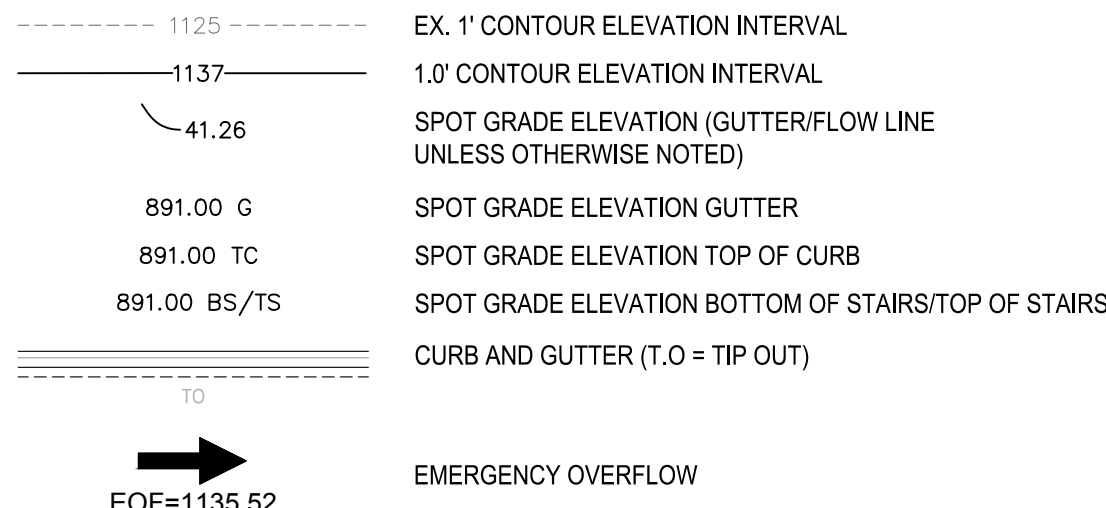 1125 EX. 1' CONTOUR ELEVATION INTERVAL
1137 1.0' CONTOUR ELEVATION INTERVAL
41.26 SPOT GRADE ELEVATION (GUTTER/FLOW LINE
UNLESS OTHERWISE NOTED)
891.00 G SPOT GRADE ELEVATION GUTTER
891.00 TC SPOT GRADE ELEVATION TOP OF CURB
891.00 BS/TS SPOT GRADE ELEVATION BOTTOM OF STAIRS/TOP OF STAIRS
CURB AND GUTTER (T.O = TIP OUT)
TO
EMERGENCY OVERFLOW
EOF=1135.52